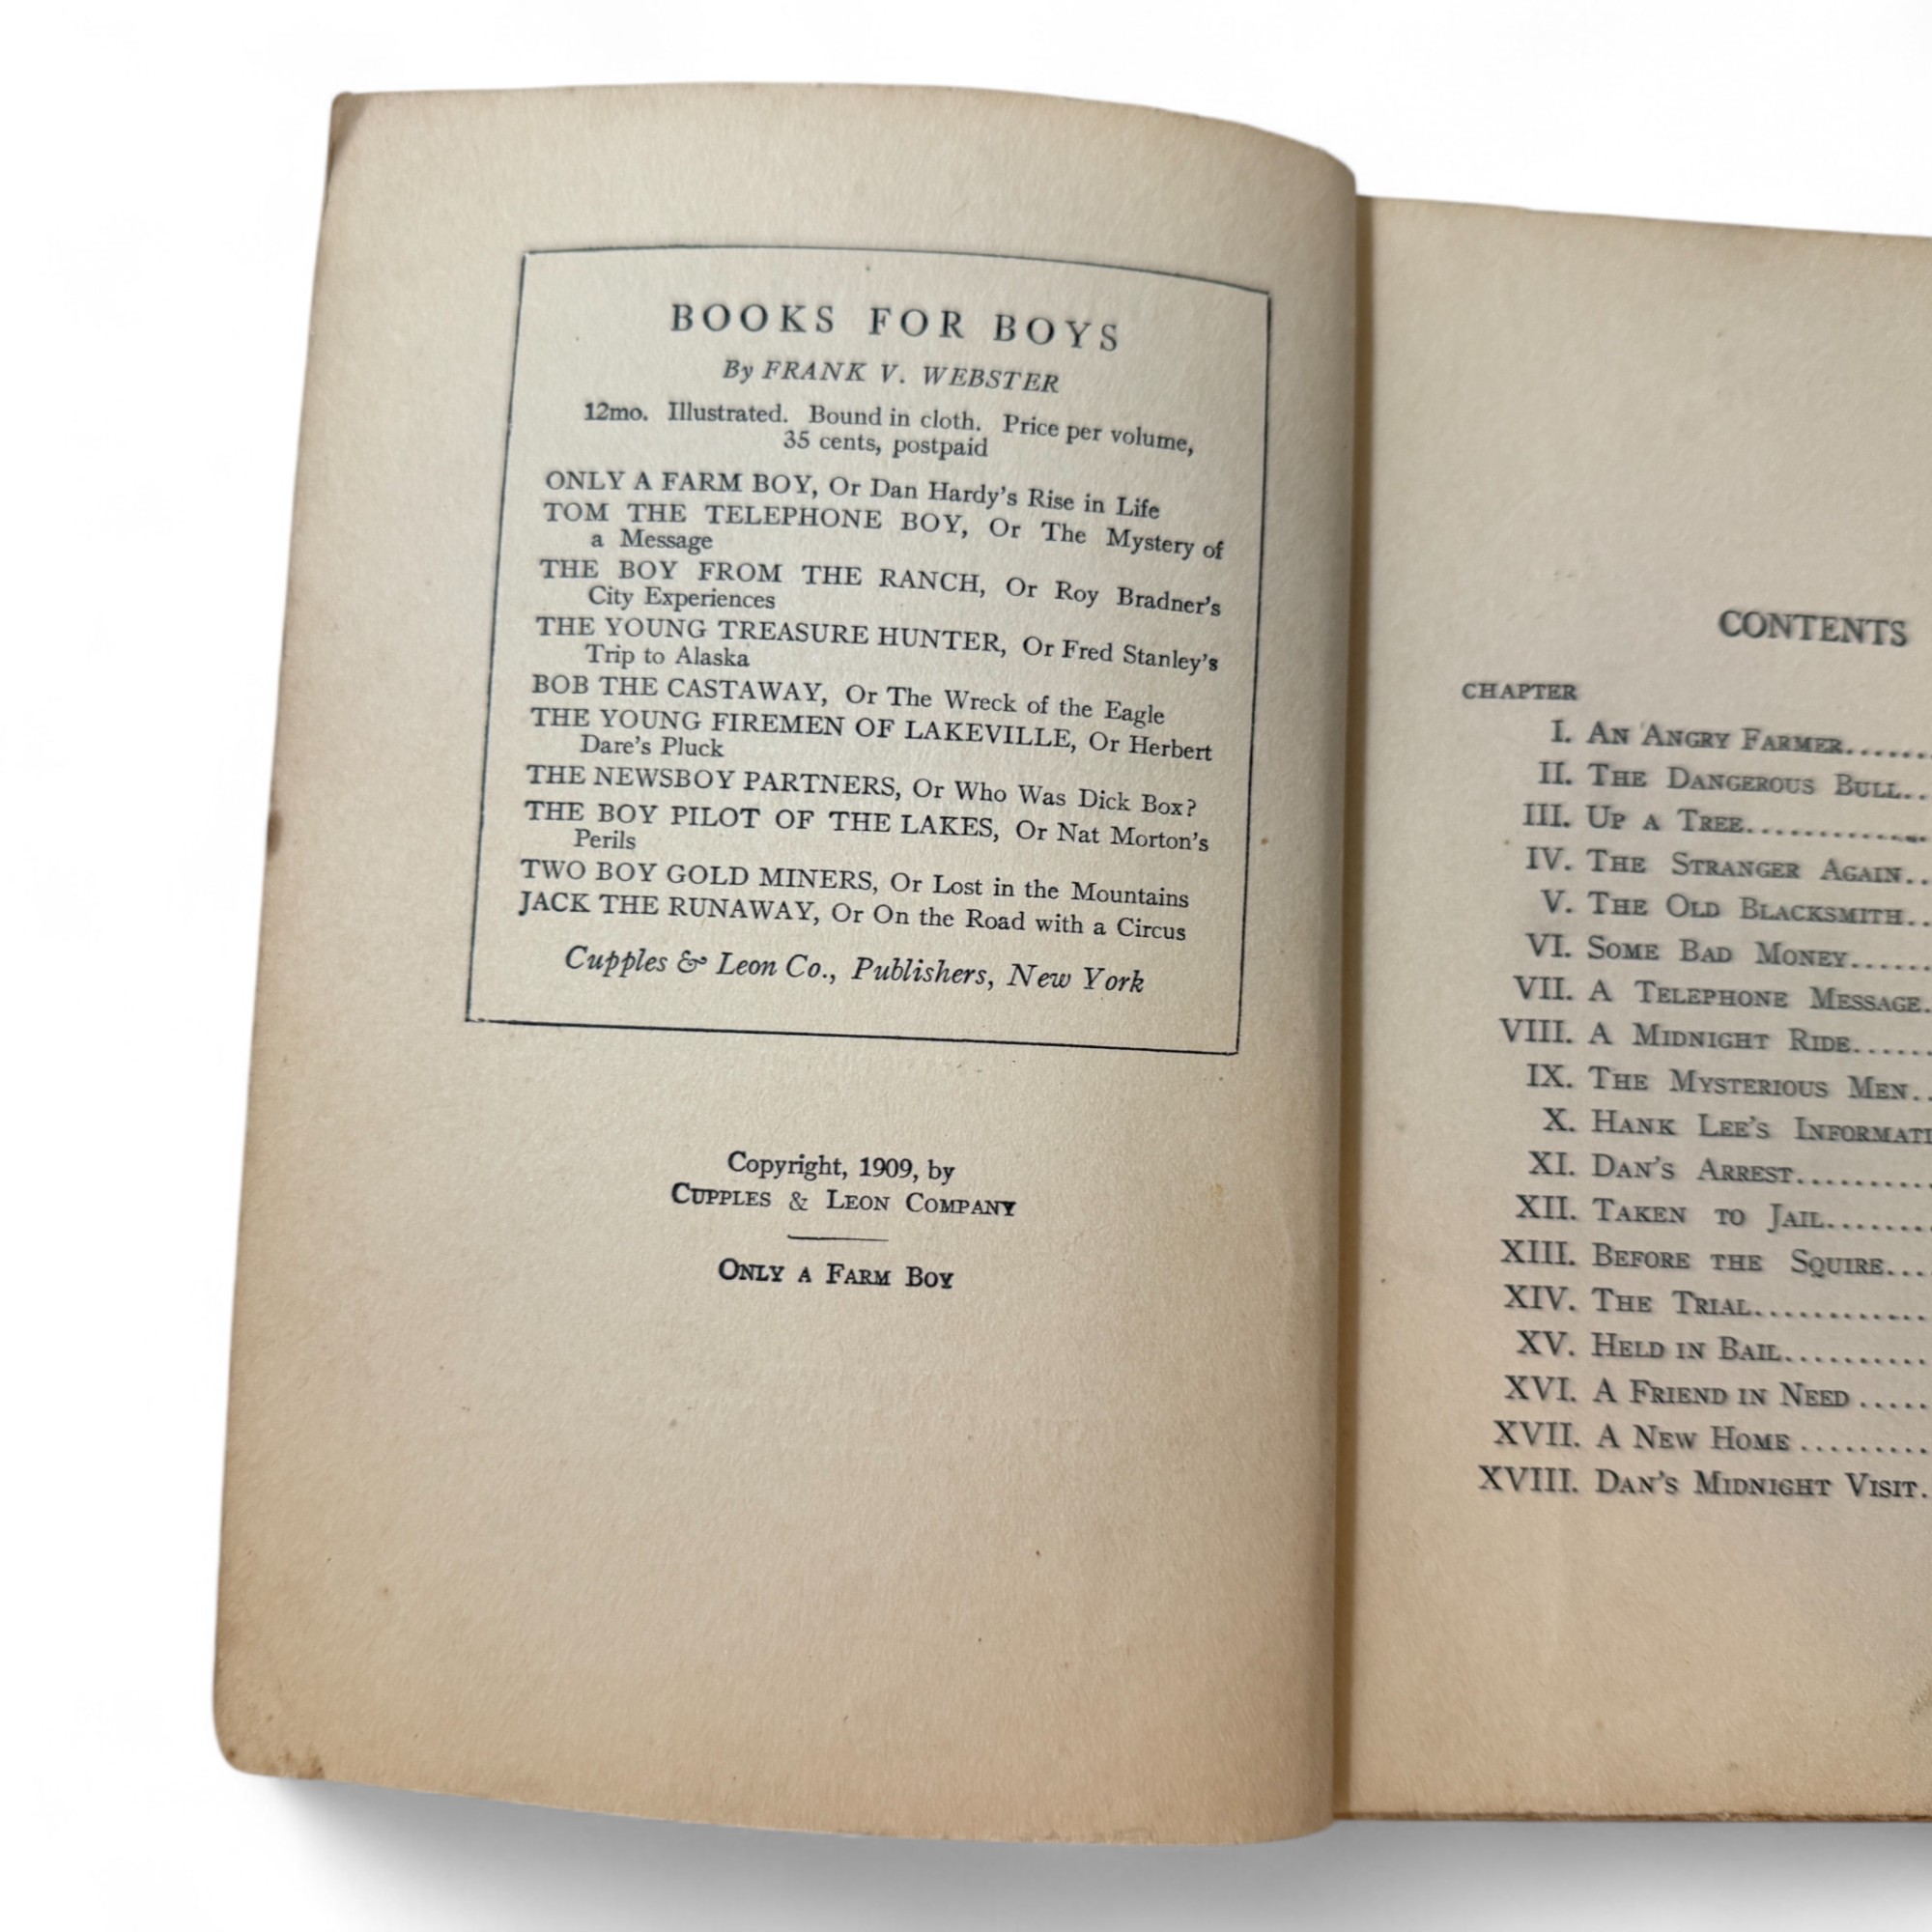 BOOKS FOR BOYS
By FRANK V. WEBSTER
12mo. Illustrated. Bound in cloth. Price per volume,
35 cents, postpaid
ONLY A FARM BOY, Or Dan Hardy's Rise in Life
TOM THE TELEPHONE BOY, Or The Mystery of
a Message
THE BOY FROM THE RANCH, Or Roy Bradner's
City Experiences
THE YOUNG TREASURE HUNTER, Or Fred Stanley's
Trip to Alaska
BOB THE CASTAWAY, Or The Wreck of the Eagle
THE YOUNG FIREMEN OF LAKEVILLE, Or Herbert
Dare's Pluck
THE NEWSBOY PARTNERS, Or Who Was Dick Box?
THE BOY PILOT OF THE LAKES, Or Nat Morton's
Perils
TWO BOY GOLD MINERS, Or Lost in the Mountains
JACK THE RUNAWAY, Or On the Road with a Circus
Cupples & Leon Co., Publishers, New York
Copyright, 1909, by
CUPPLES & LEON COMPANY
ONLY A FARM BOY
CONTENTS
CHAPTER
I. AN ANGRY FARMER.......
II. THE DANGEROUS BULL..
III. UP A TREE.............
IV. THE STRANGER AGAIN..
V. THE OLD BLACKSMITH..
VI. SOME BAD MONEY......
VII. A TELEPHONE MESSAGE.
VIII. A MIDNIGHT RIDE......
IX. THE MYSTERIOUS MEN..
X. HANK LEE'S INFORMATI
XI. DAN'S ARREST..........
XII. TAKEN TO JAIL........
XIII. BEFORE THE SQUIRE....
XIV. THE TRIAL............
XV. HELD IN BAIL..........
XVI. A FRIEND IN NEED .....
XVII. A NEW HOME .........
XVIII. DAN'S MIDNIGHT VISIT.